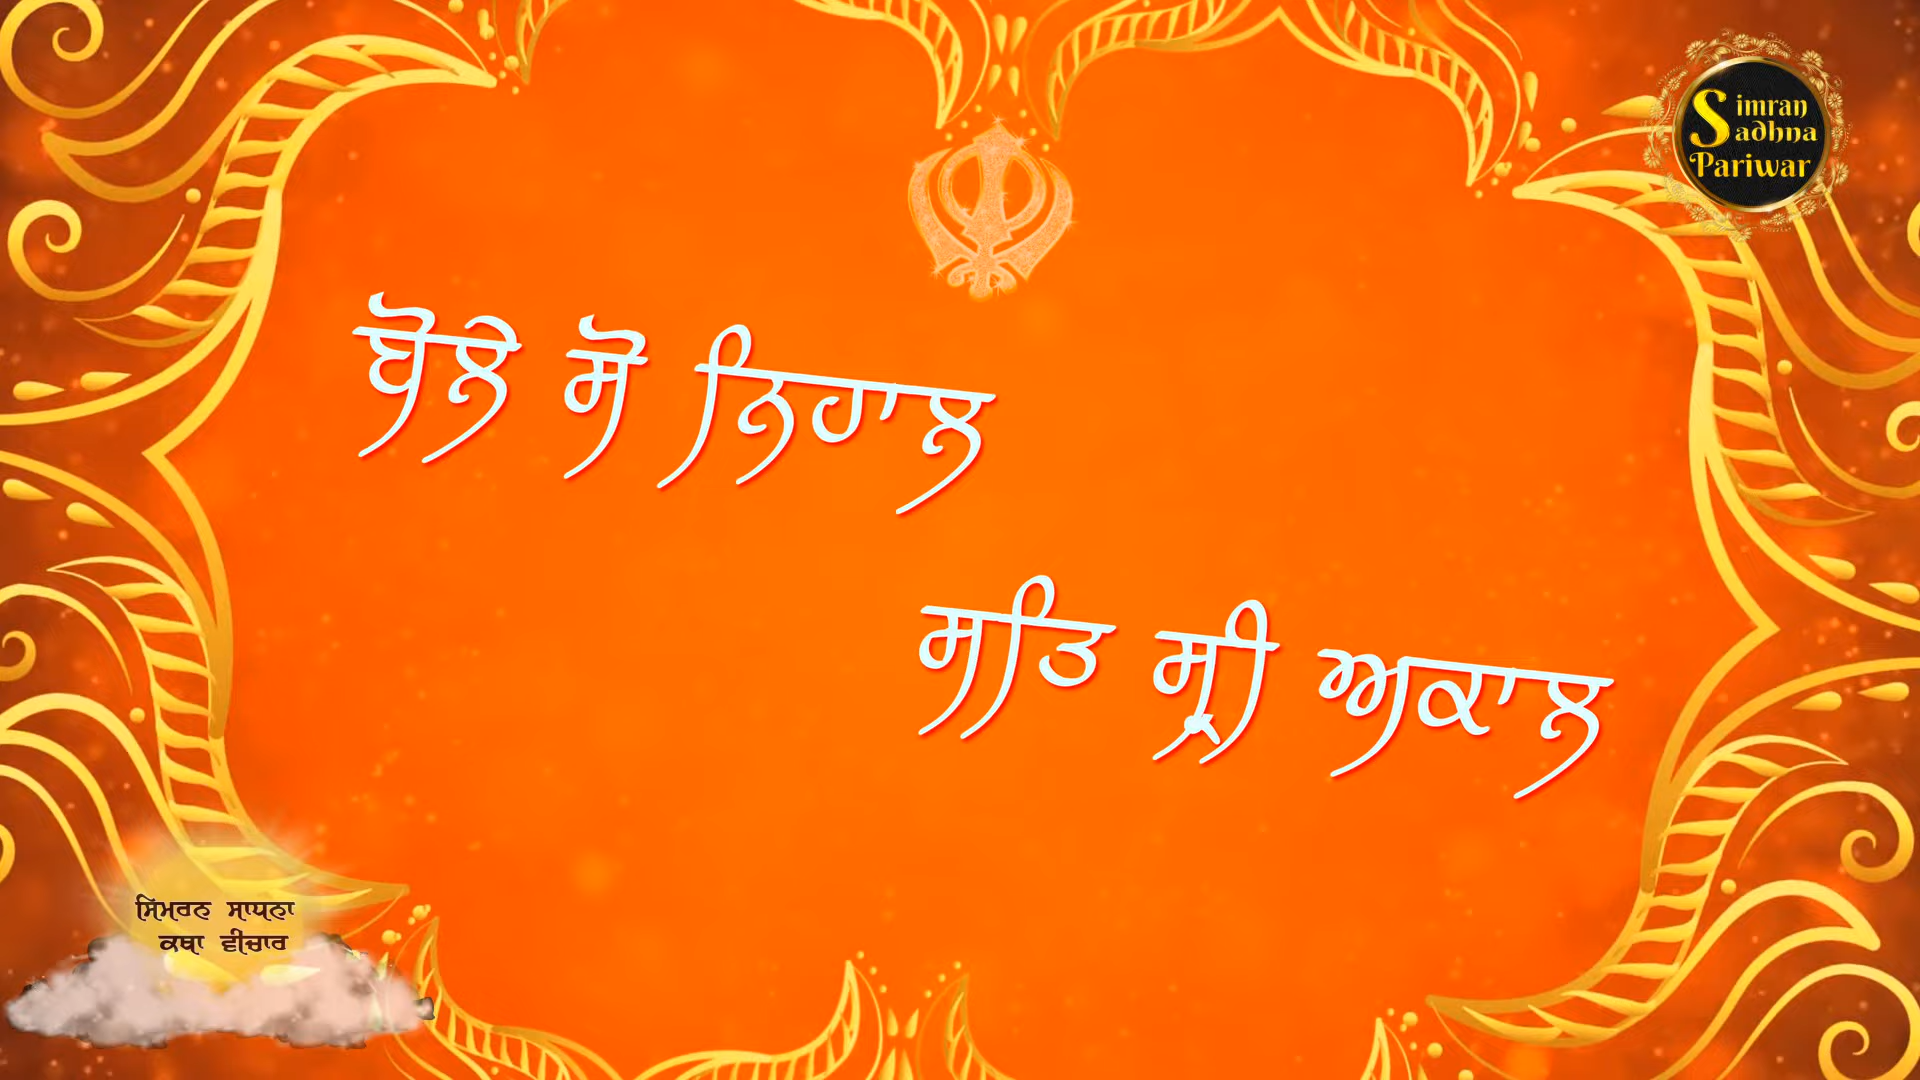 Simran
Sadhna
Pariwar
ਬੋਲੇ ਸੋ ਨਿਹਾਲ
ਸਤਿ ਸ੍ਰੀ ਅਕਾਲ
ਸਿਮਰਨ ਸਾਧਨਾ
ਕਥਾ ਵੀਚਾਰ